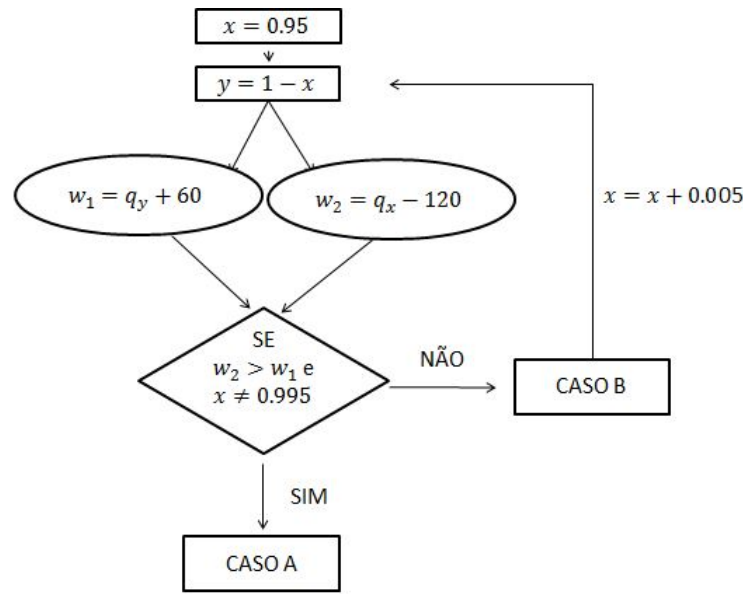 x = 0.95
y = 1 − x
w₁ = q_y + 60
w₂ = q_x − 120
x = x + 0.005
SE
w₂ > w₁ e
x ≠ 0.995
NÃO
CASO B
SIM
CASO A